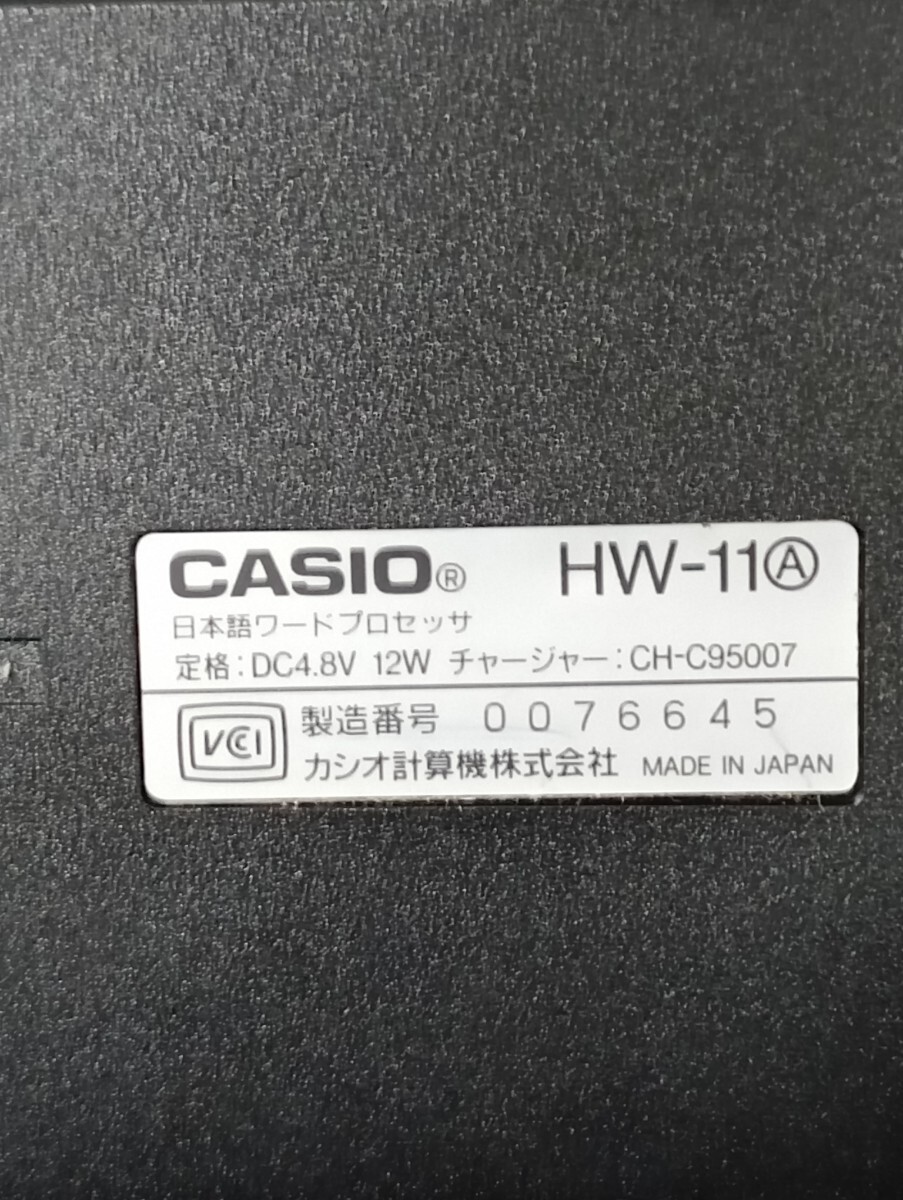 CASIO® HW-11Ⓐ
日本語ワードプロセッサ
定格:DC4.8V 12W チャージャー:CH-C95007
VCCI 製造番号 0076645
カシオ計算機株式会社 MADE IN JAPAN